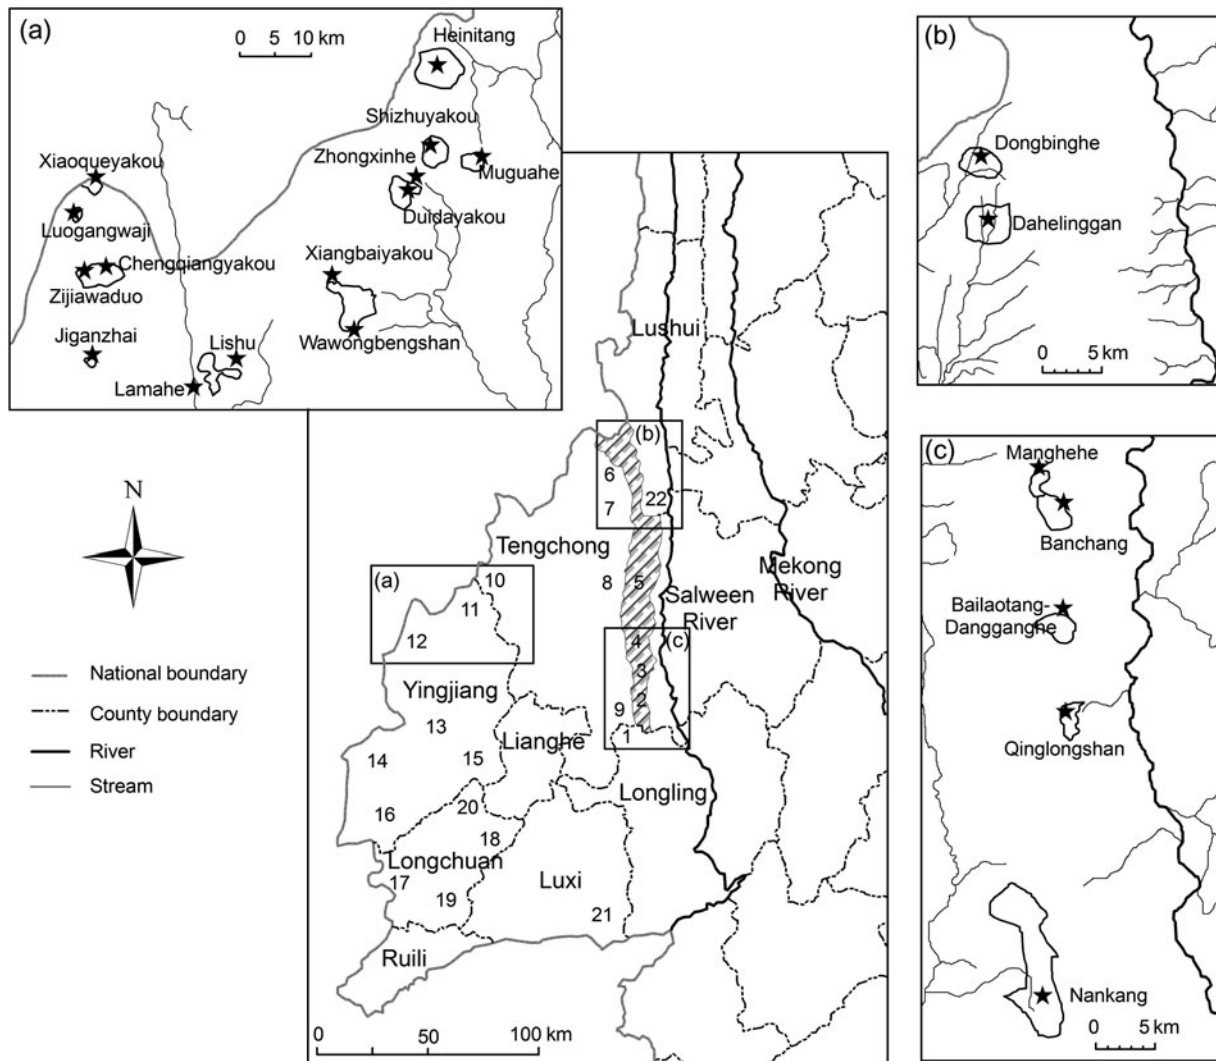 (a)
0 5 10 km
Heinitang
Shizhuyakou
Xiaoqueyakou
Zhongxinhe
Muguahe
Luogangwaji
Duidayakou
Chengqiangyakou
Xiangbaiyakou
Zijiawaduo
Jiganzhai
Lishu
Wawongbengshan
Lamahe
(b)
Dongbinghe
Dahelinggan
0 5 km
(c)
Manghehe
Banchang
Bailaotang-
Dangganghe
Qinglongshan
Nankang
0 5 km
N
National boundary
County boundary
River
Stream
Lushui
(b)
6
22
7
Tengchong
Mekong
River
(a)
10
8
5
Salween
River
11
12
4
(c)
3
Yingjiang
2
9
13
Lianghe
1
14
15
Longling
16
20
18
Longchuan
17
Luxi
19
21
Ruili
0 50 100 km